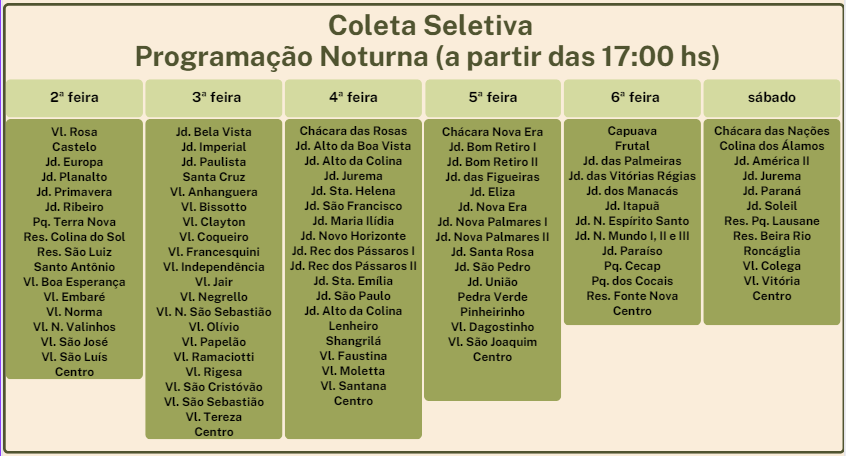 Coleta Seletiva
Programação Noturna (a partir das 17:00 hs)
2ª feira
Vl. Rosa
Castelo
Jd. Europa
Jd. Planalto
Jd. Primavera
Jd. Ribeiro
Pq. Terra Nova
Res. Colina do Sol
Res. São Luiz
Santo Antônio
Vl. Boa Esperança
Vl. Embaré
Vl. Norma
Vl. N. Valinhos
Vl. São José
Vl. São Luís
Centro
3ª feira
Jd. Bela Vista
Jd. Imperial
Jd. Paulista
Santa Cruz
Vl. Anhanguera
Vl. Bissotto
Vl. Clayton
Vl. Coqueiro
Vl. Francesquini
Vl. Independência
Vl. Jair
Vl. Negrello
Vl. N. São Sebastião
Vl. Olívio
Vl. Papelão
Vl. Ramaciotti
Vl. Rigesa
Vl. São Cristóvão
Vl. São Sebastião
Vl. Tereza
Centro
4ª feira
Chácara das Rosas
Jd. Alto da Boa Vista
Jd. Alto da Colina
Jd. Jurema
Jd. Sta. Helena
Jd. São Francisco
Jd. Maria Ilídia
Jd. Novo Horizonte
Jd. Rec dos Pássaros I
Jd. Rec dos Pássaros II
Jd. Sta. Emília
Jd. São Paulo
Jd. Alto da Colina
Lenheiro
Shangrilá
Vl. Faustina
Vl. Moletta
Vl. Santana
Centro
5ª feira
Chácara Nova Era
Jd. Bom Retiro I
Jd. Bom Retiro II
Jd. das Figueiras
Jd. Eliza
Jd. Nova Era
Jd. Nova Palmares I
Jd. Nova Palmares II
Jd. Santa Rosa
Jd. São Pedro
Jd. União
Pedra Verde
Pinheirinho
Vl. Dagostinho
Vl. São Joaquim
Centro
6ª feira
Capuava
Frutal
Jd. das Palmeiras
Jd. das Vitórias Régias
Jd. dos Manacás
Jd. Itapuã
Jd. N. Espírito Santo
Jd. N. Mundo I, II e III
Jd. Paraíso
Pq. Cecap
Pq. dos Cocais
Res. Fonte Nova
Centro
sábado
Chácara das Nações
Colina dos Álamos
Jd. América II
Jd. Jurema
Jd. Paraná
Jd. Soleil
Res. Pq. Lausane
Res. Beira Rio
Roncáglia
Vl. Colega
Vl. Vitória
Centro